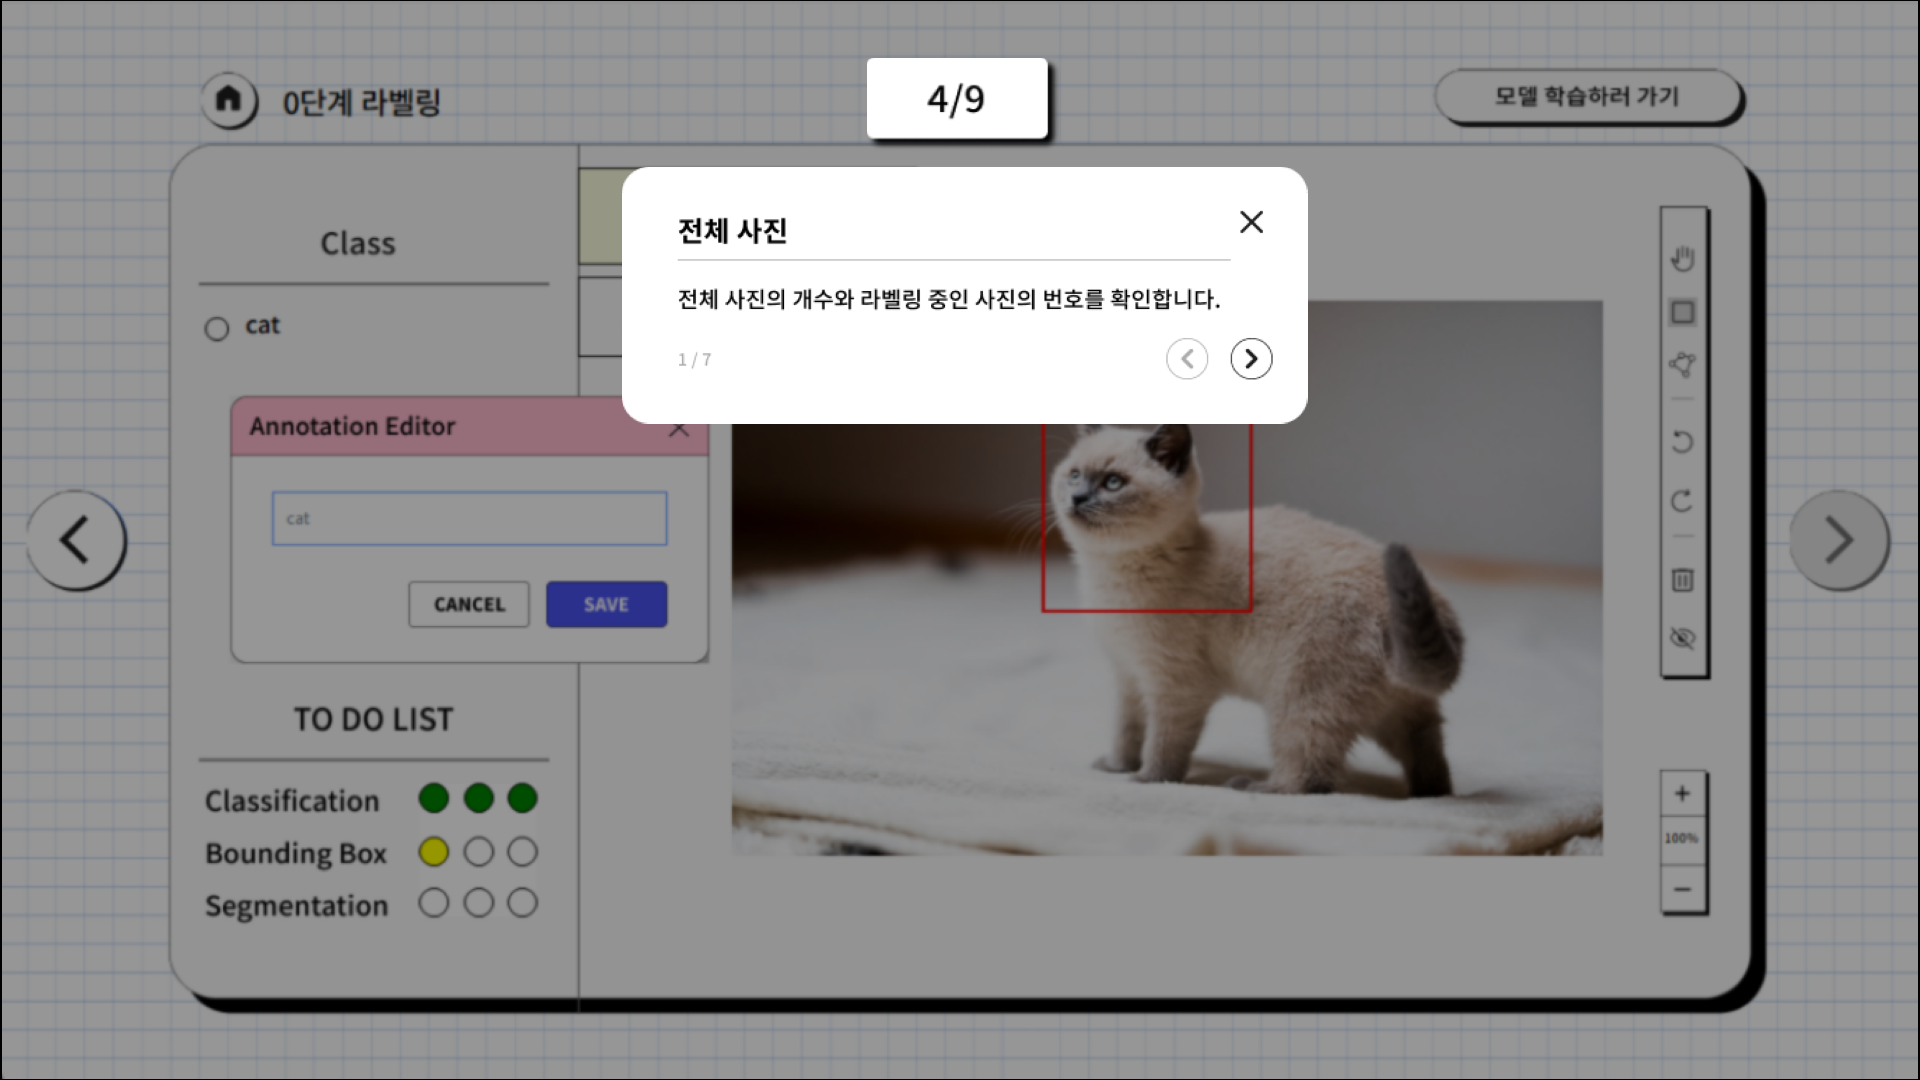 0단계 라벨링
4/9
모델 학습하러 가기
전체 사진
전체 사진의 개수와 라벨링 중인 사진의 번호를 확인합니다.
1 / 7
Class
cat
Annotation Editor
cat
CANCEL
SAVE
TO DO LIST
Classification
Bounding Box
Segmentation
100%